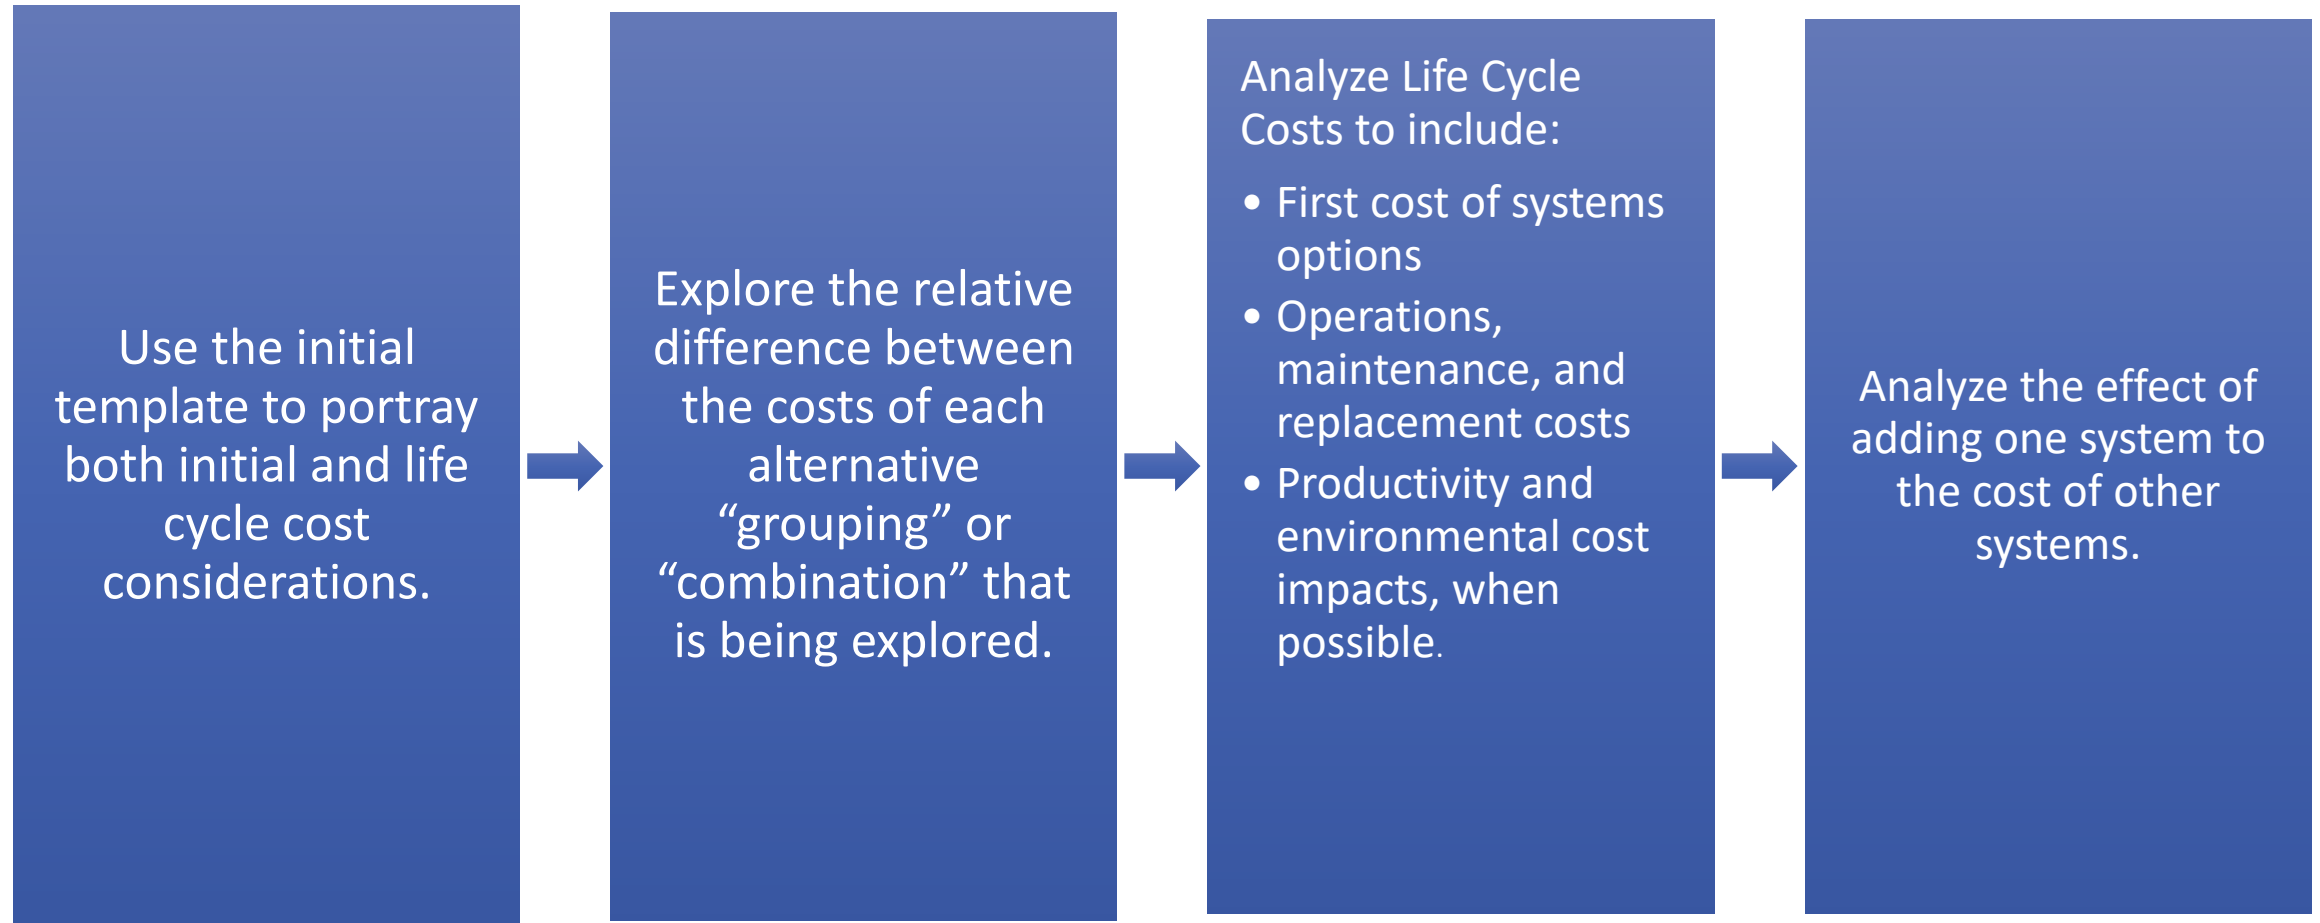 Use the initial
template to portray
both initial and life
cycle cost
considerations.
Explore the relative
difference between
the costs of each
alternative
“grouping” or
“combination” that
is being explored.
Analyze Life Cycle
Costs to include:
• First cost of systems
options
• Operations,
maintenance, and
replacement costs
• Productivity and
environmental cost
impacts, when
possible.
Analyze the effect of
adding one system to
the cost of other
systems.